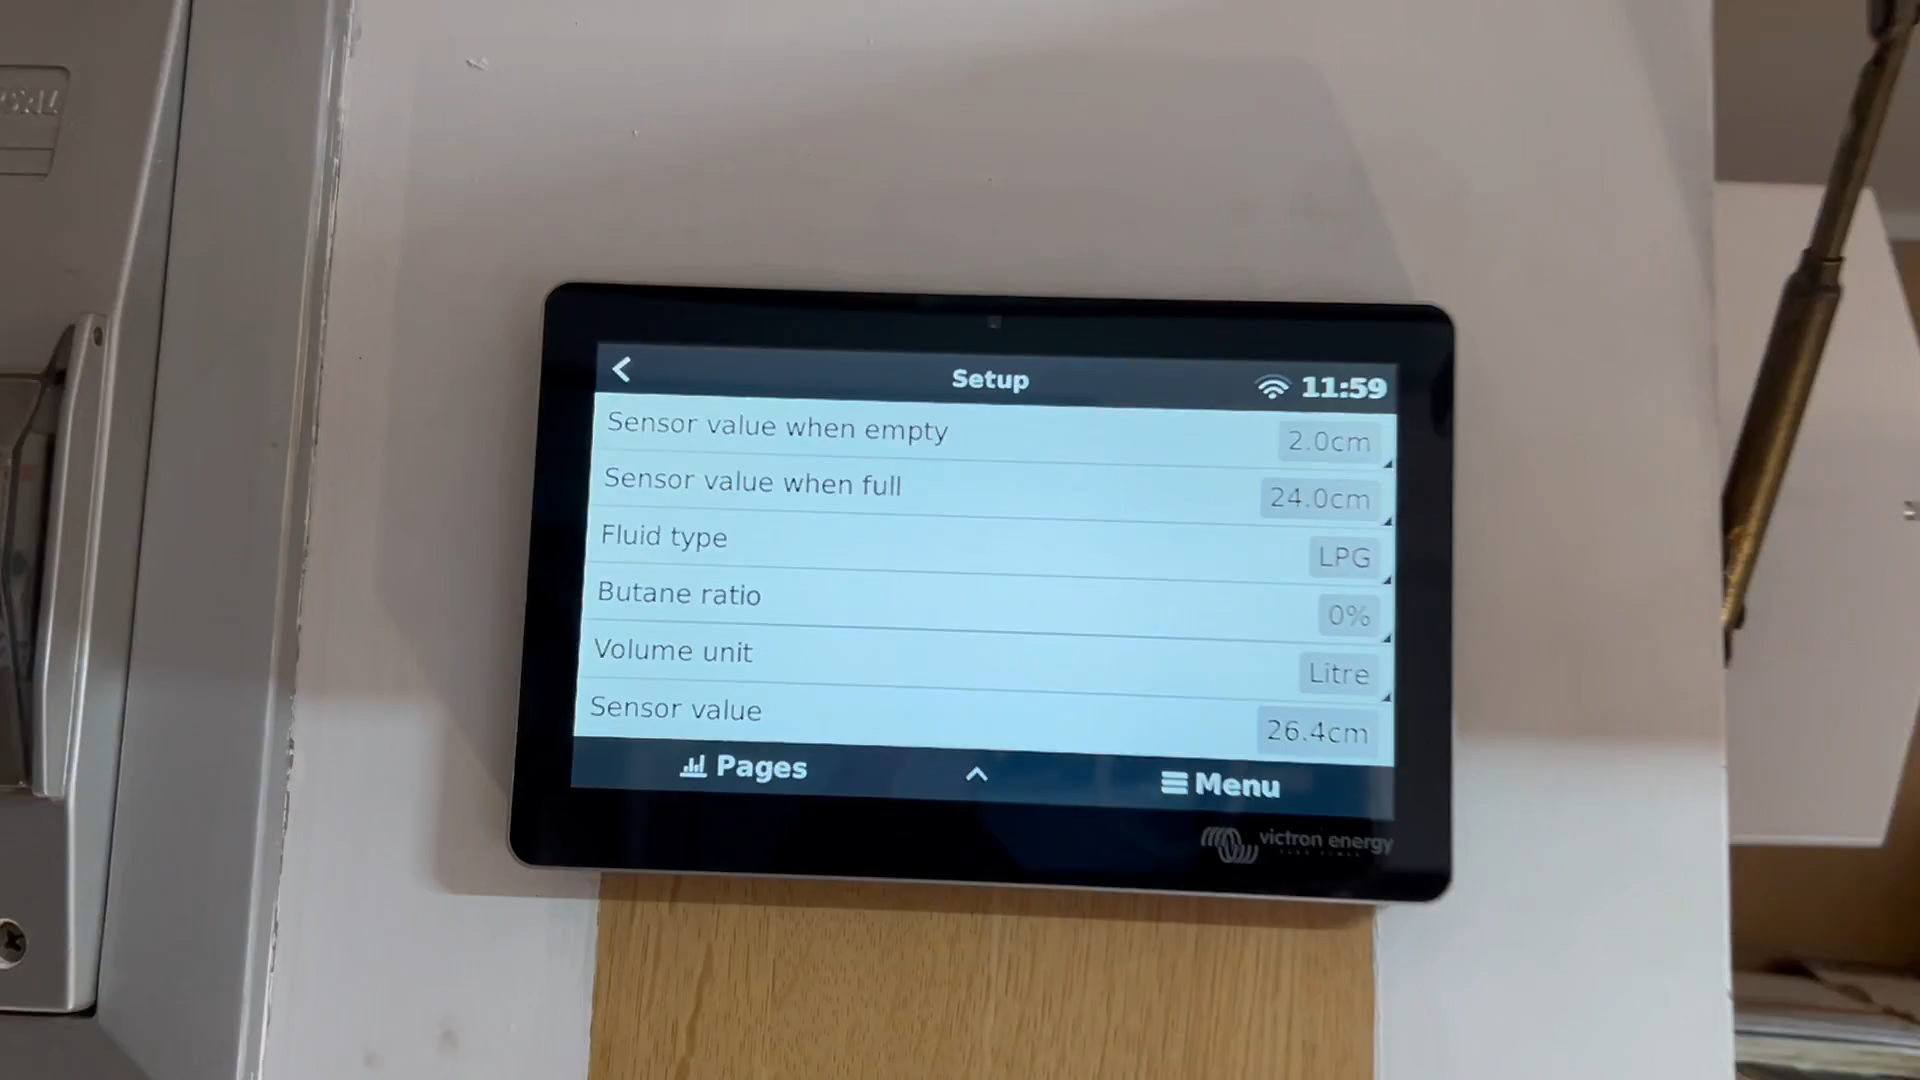 Setup
11:59
Sensor value when empty
2.0cm
Sensor value when full
24.0cm
Fluid type
LPG
Butane ratio
0%
Volume unit
Litre
Sensor value
26.4cm
Pages
Menu
victron energy